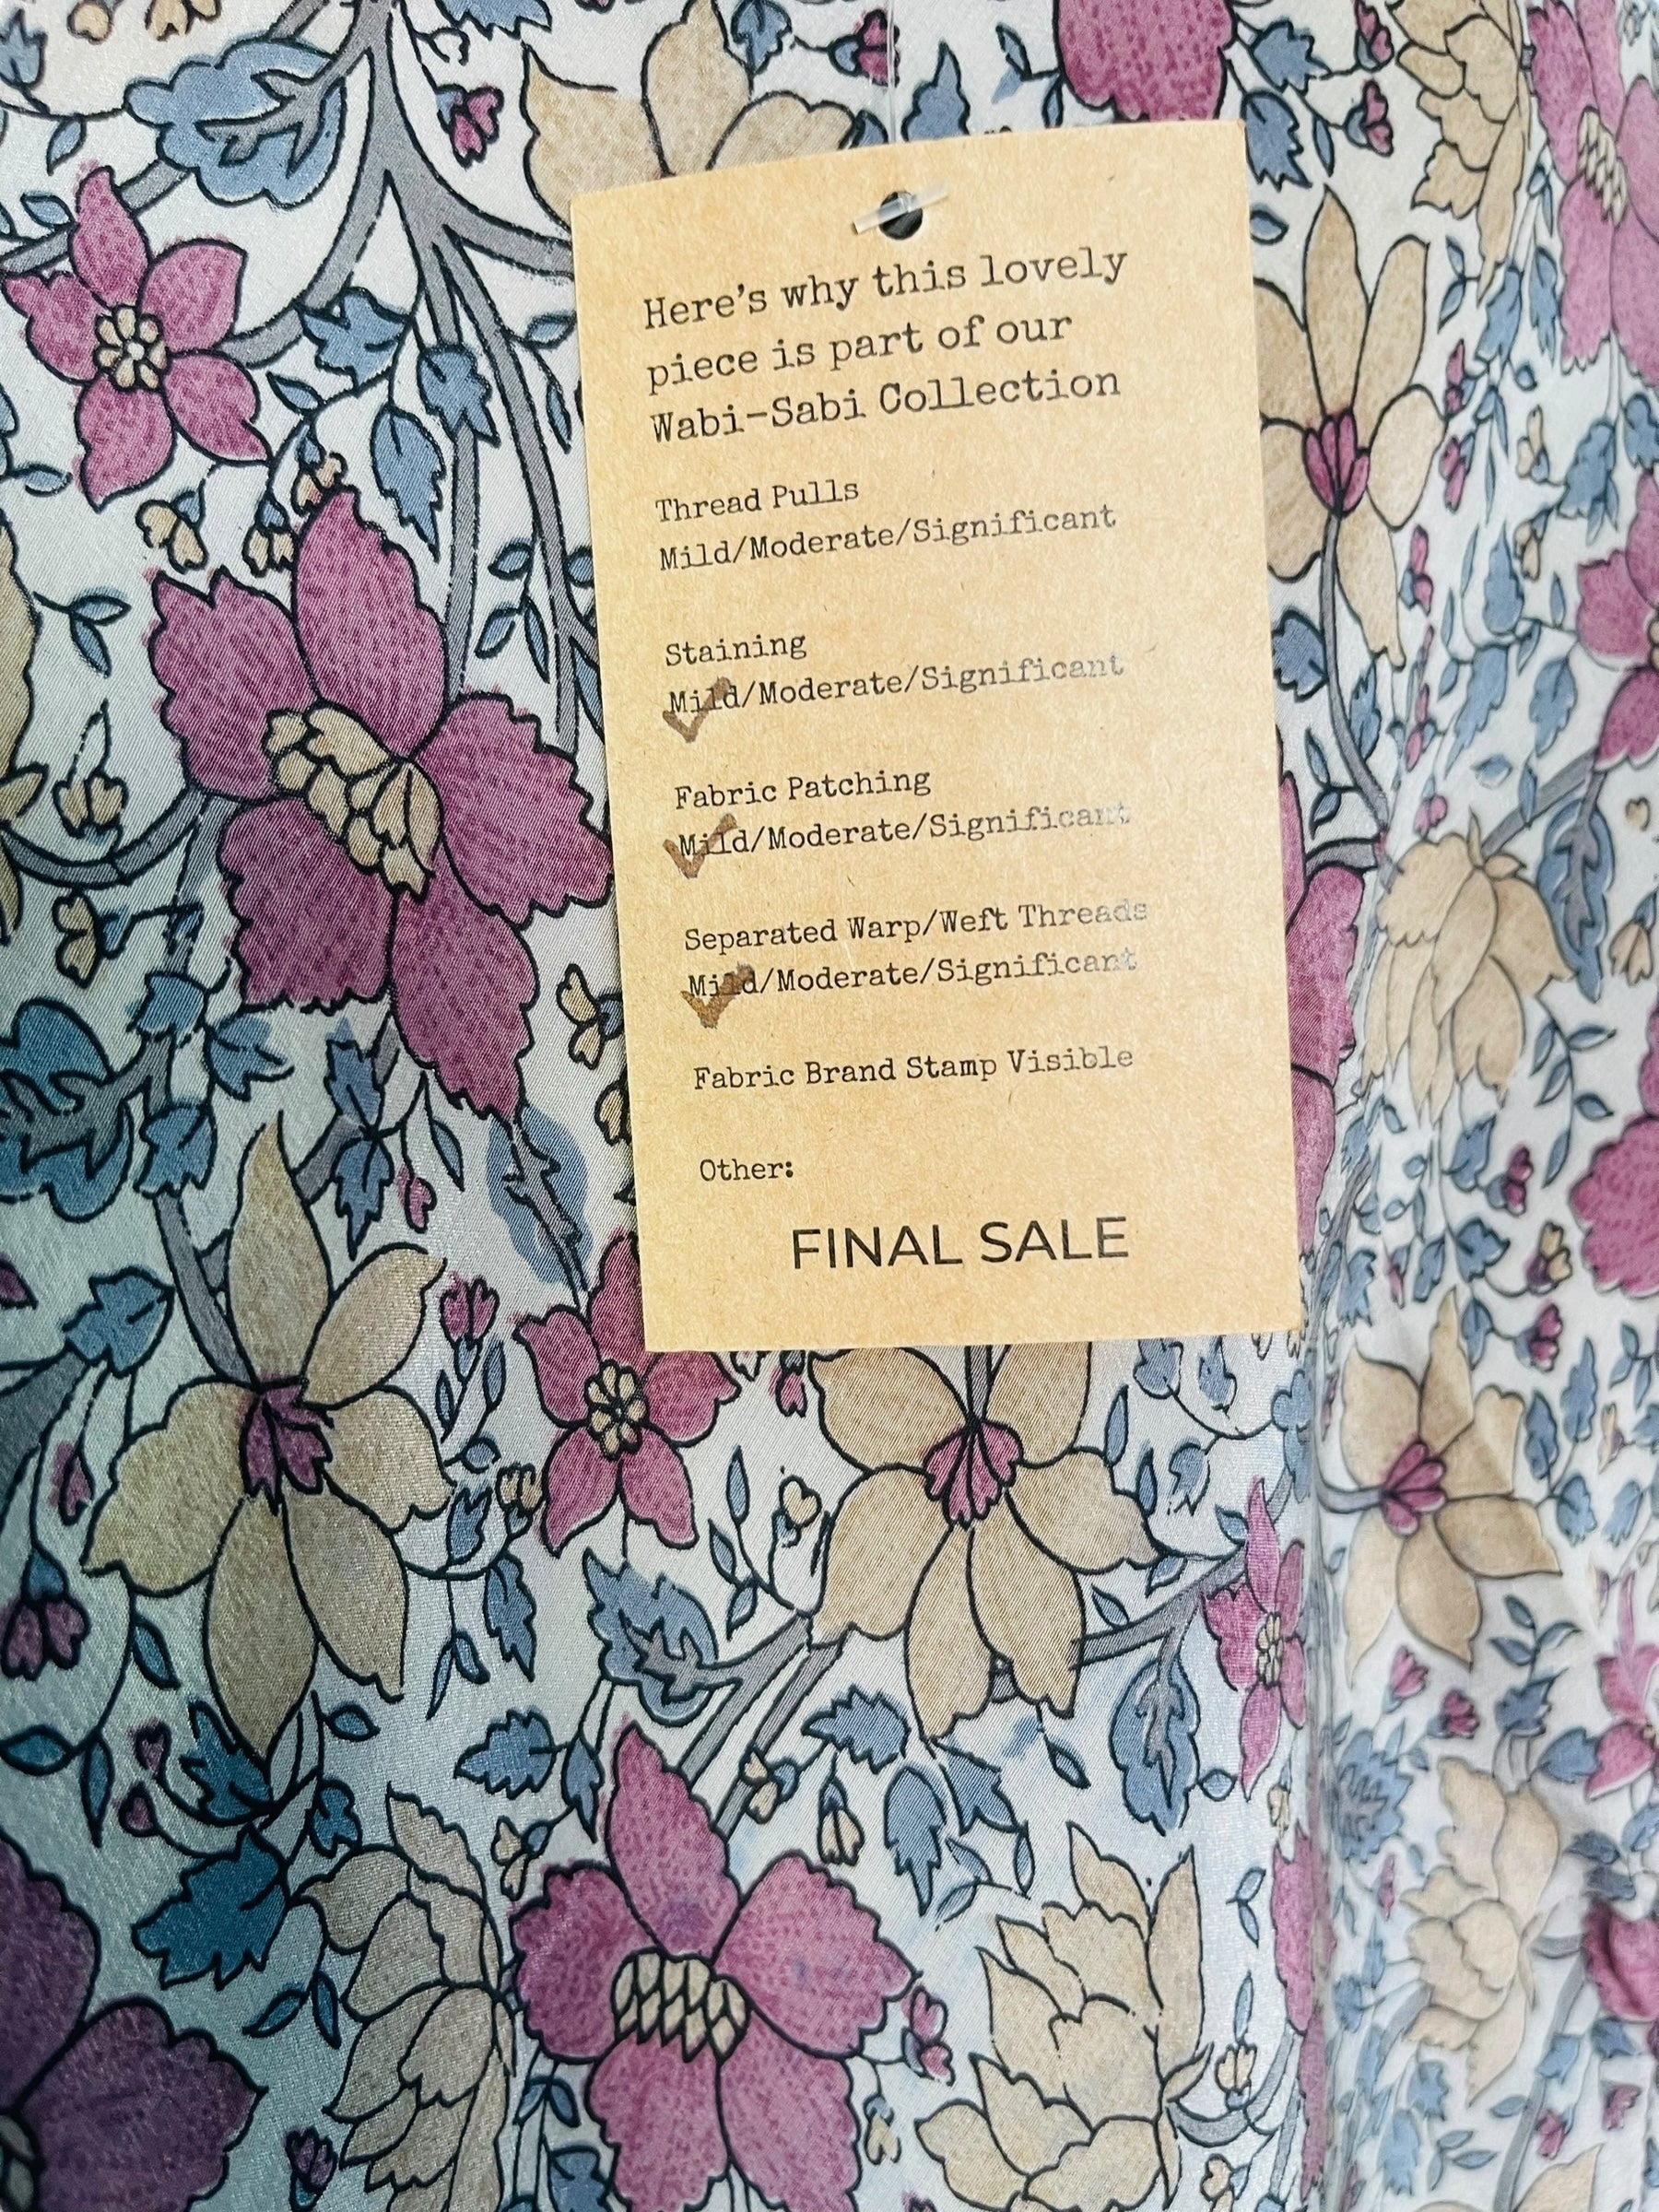 Here's why this lovely
piece is part of our
Wabi-Sabi Collection
Thread Pulls
Mild/Moderate/Significant
Staining
Mild/Moderate/Significant
Fabric Patching
Mild/Moderate/Significant
Separated Warp/Weft Threads
Mild/Moderate/Significant
Fabric Brand Stamp Visible
Other:
FINAL SALE